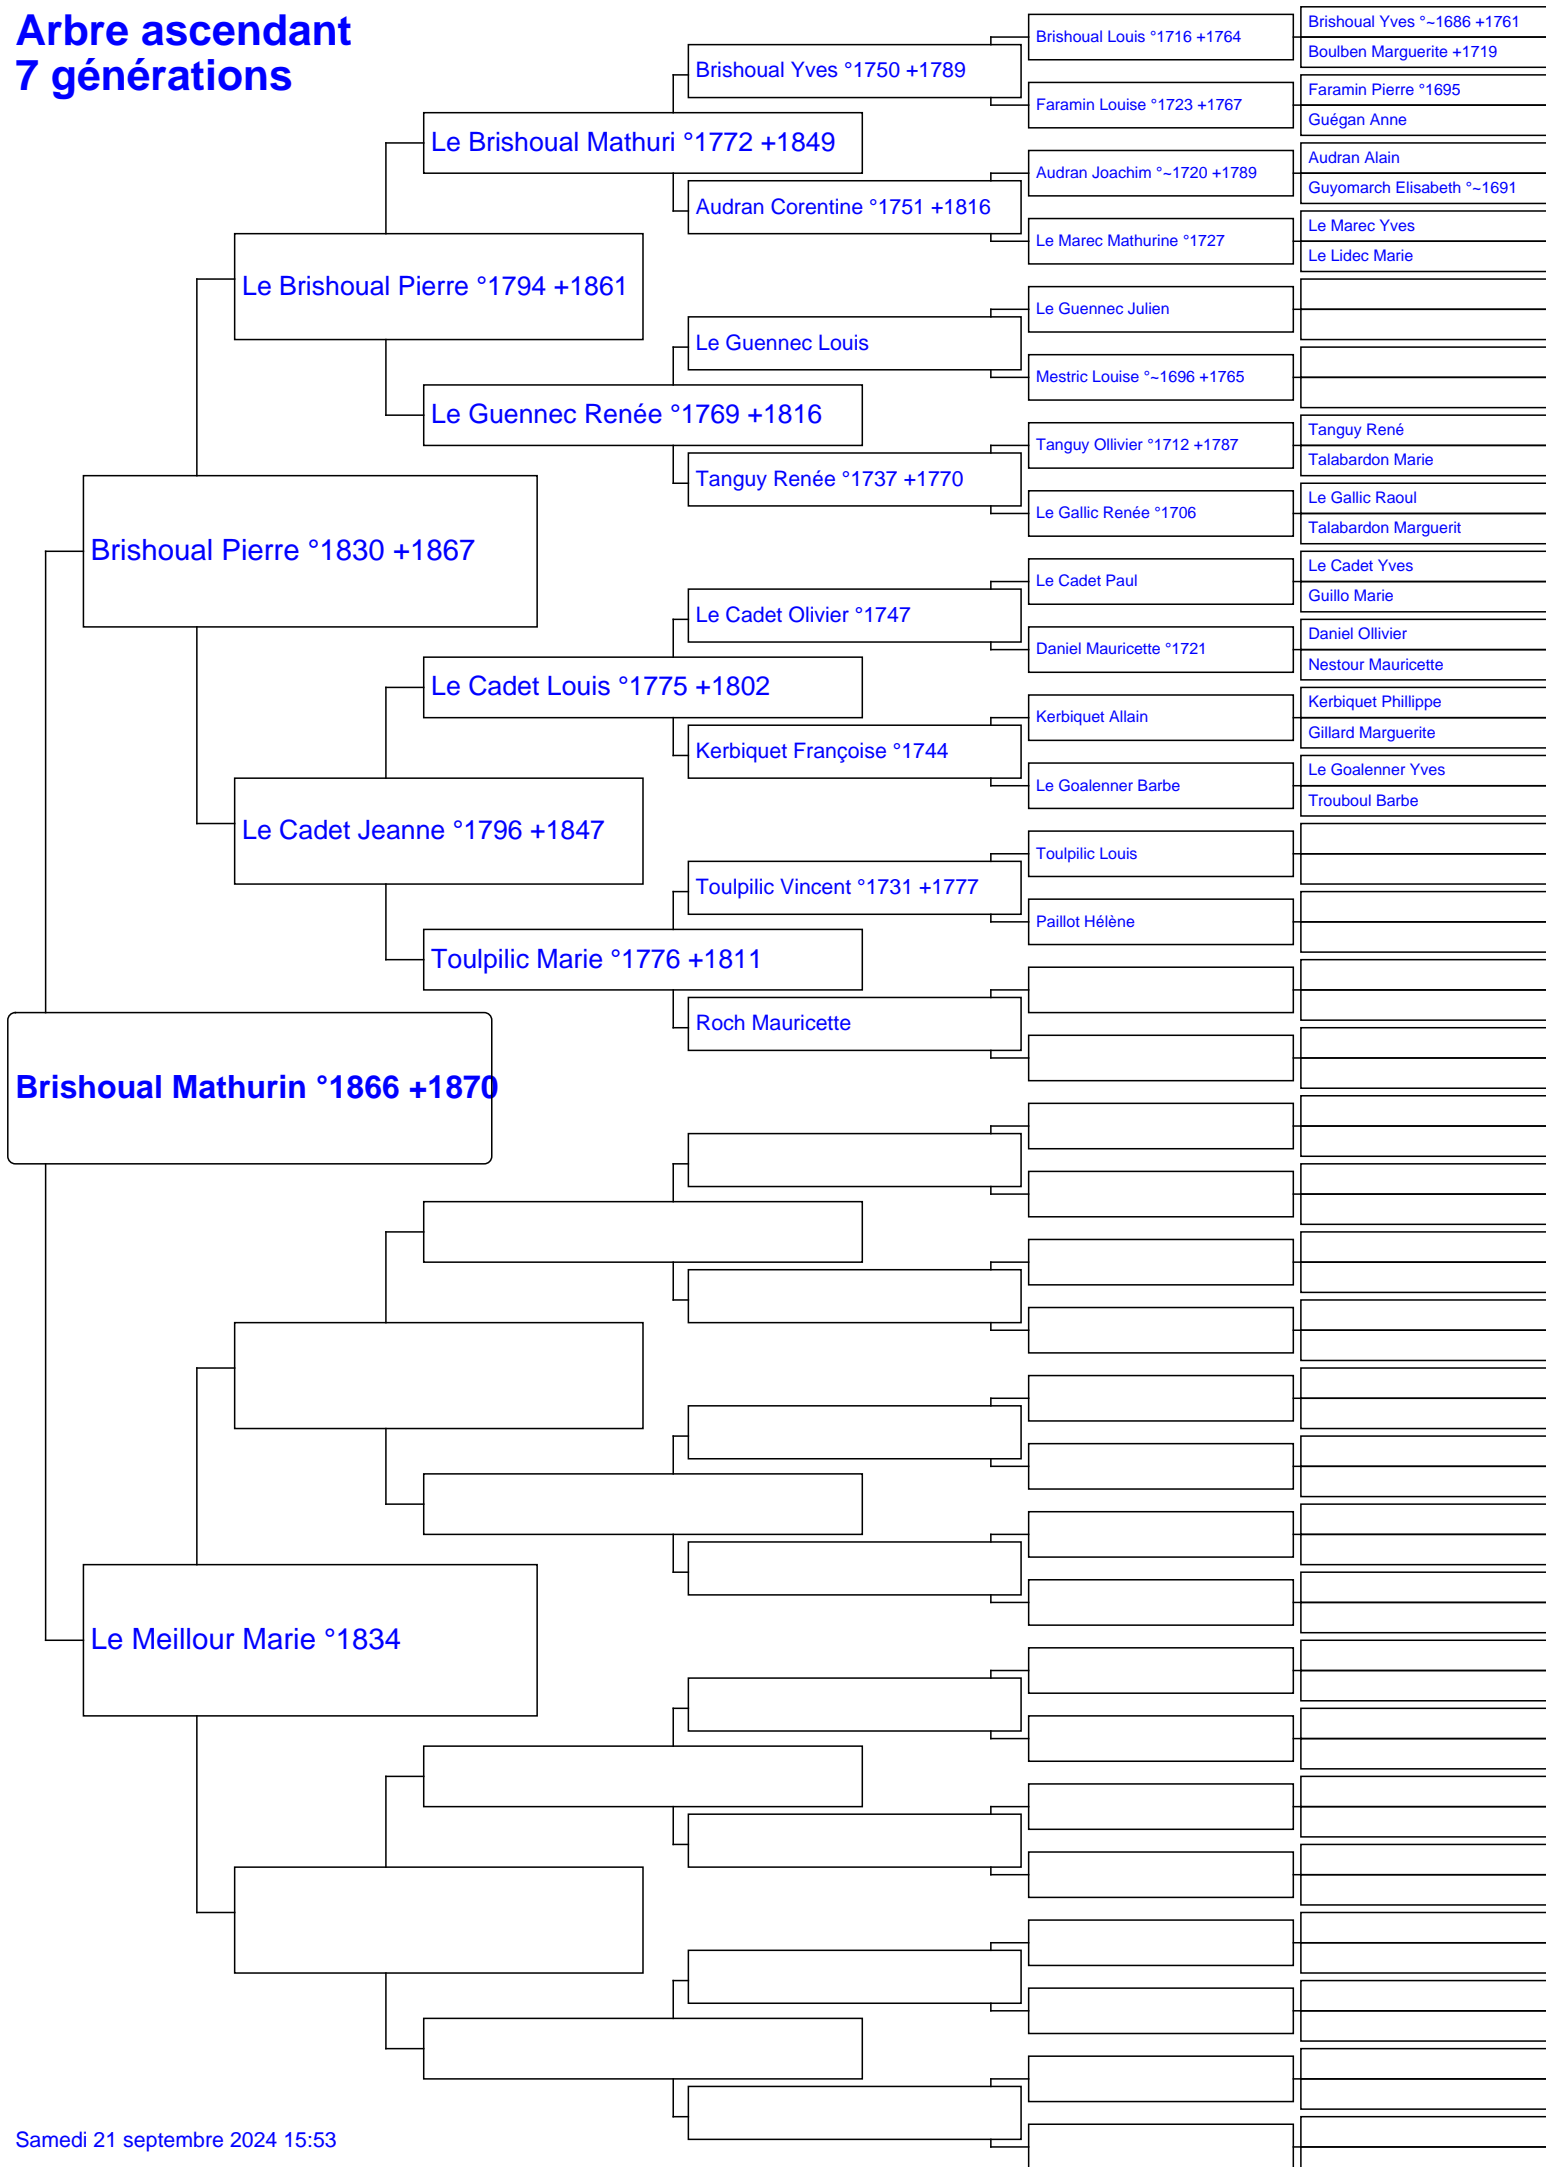 Arbre ascendant
7 générations
Brishoual Mathurin °1866 +1870
Brishoual Pierre °1830 +1867
Le Meillour Marie °1834
Le Brishoual Pierre °1794 +1861
Le Cadet Jeanne °1796 +1847
Le Brishoual Mathuri °1772 +1849
Le Guennec Renée °1769 +1816
Le Cadet Louis °1775 +1802
Toulpilic Marie °1776 +1811
Brishoual Yves °1750 +1789
Audran Corentine °1751 +1816
Le Guennec Louis
Tanguy Renée °1737 +1770
Le Cadet Olivier °1747
Kerbiquet Françoise °1744
Toulpilic Vincent °1731 +1777
Roch Mauricette
Brishoual Louis °1716 +1764
Faramin Louise °1723 +1767
Audran Joachim °~1720 +1789
Le Marec Mathurine °1727
Le Guennec Julien
Mestric Louise °~1696 +1765
Tanguy Ollivier °1712 +1787
Le Gallic Renée °1706
Le Cadet Paul
Daniel Mauricette °1721
Kerbiquet Allain
Le Goalenner Barbe
Toulpilic Louis
Paillot Hélène
Brishoual Yves °~1686 +1761
Boulben Marguerite +1719
Faramin Pierre °1695
Guégan Anne
Audran Alain
Guyomarch Elisabeth °~1691
Le Marec Yves
Le Lidec Marie
Tanguy René
Talabardon Marie
Le Gallic Raoul
Talabardon Marguerit
Le Cadet Yves
Guillo Marie
Daniel Ollivier
Nestour Mauricette
Kerbiquet Phillippe
Gillard Marguerite
Le Goalenner Yves
Trouboul Barbe
Samedi 21 septembre 2024 15:53